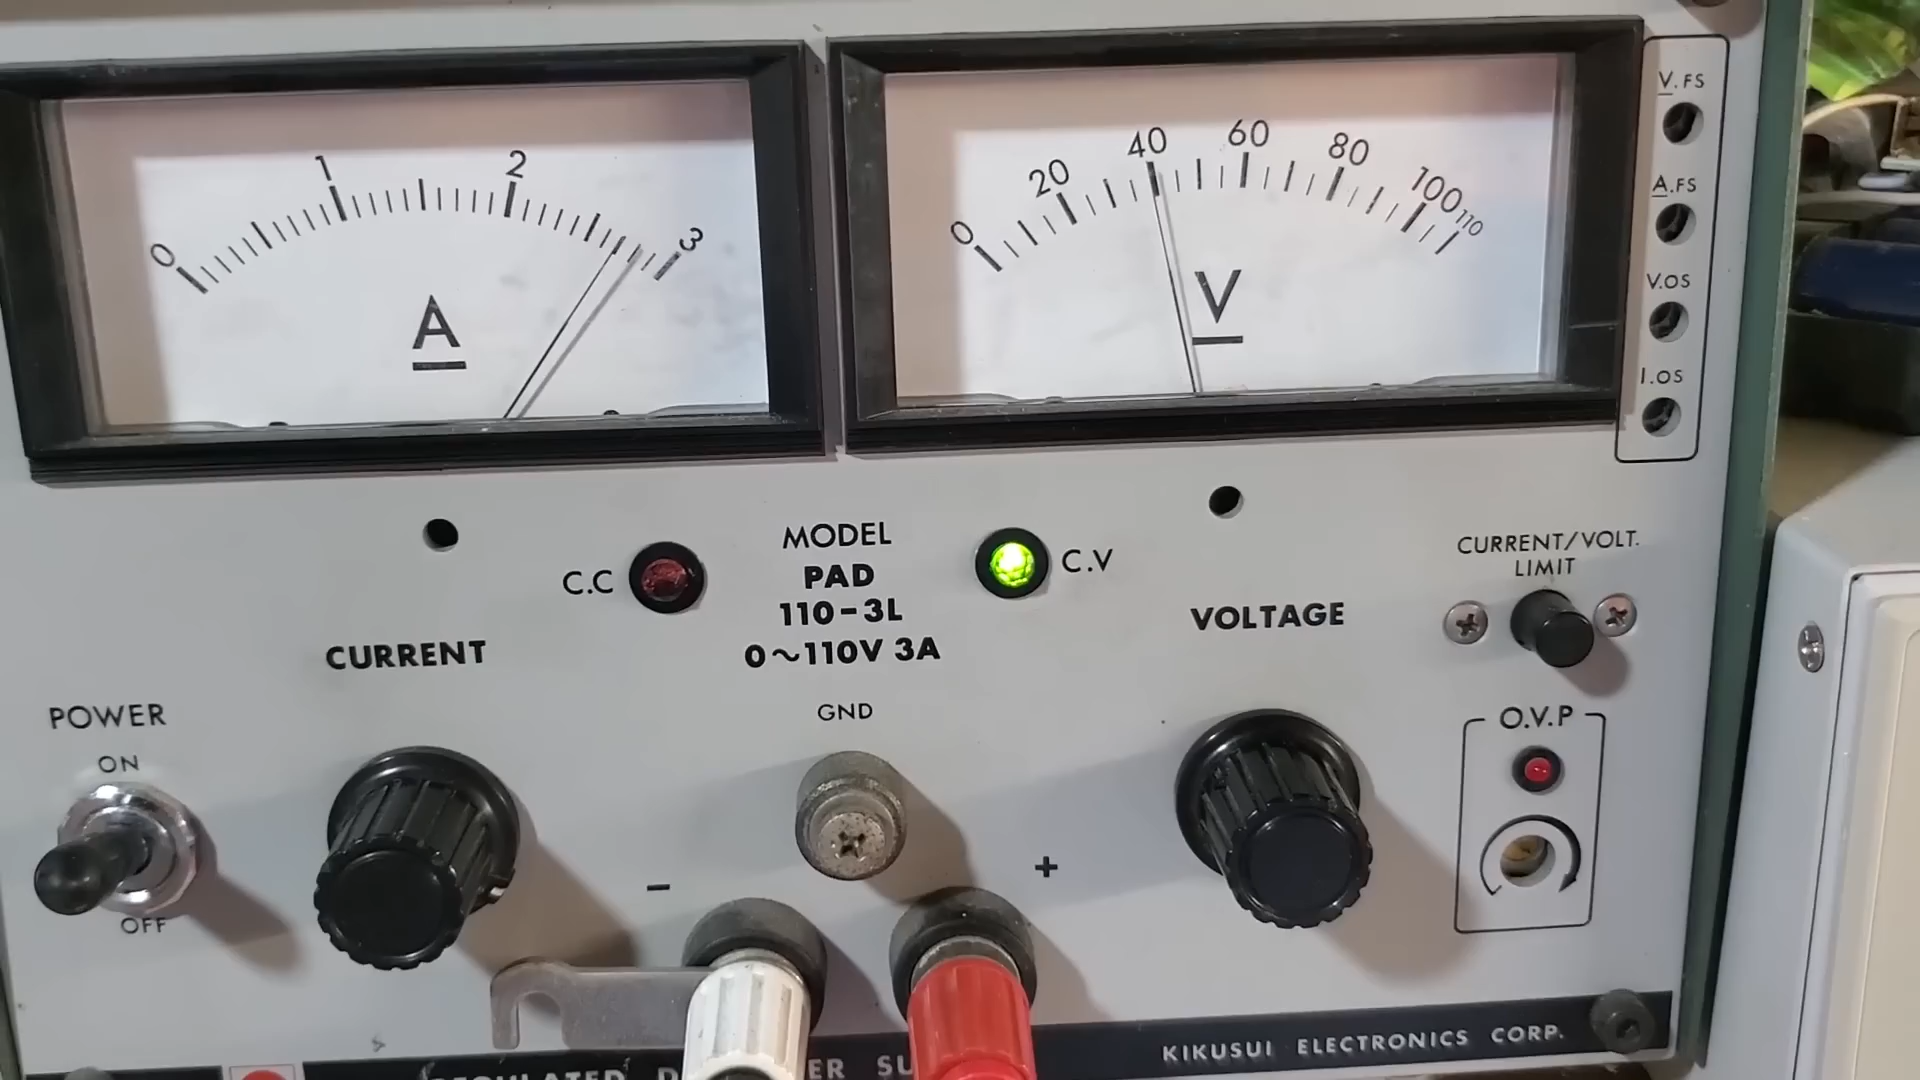 0 1 2 3
A
0 20 40 60 80 100 110
V
V.FS
A.FS
V.OS
I.OS
C.C
MODEL
PAD
110-3L
0~110V 3A
C.V
CURRENT
VOLTAGE
CURRENT/VOLT.
LIMIT
POWER
ON
OFF
GND
-
+
O.V.P
KIKUSUI ELECTRONICS CORP.